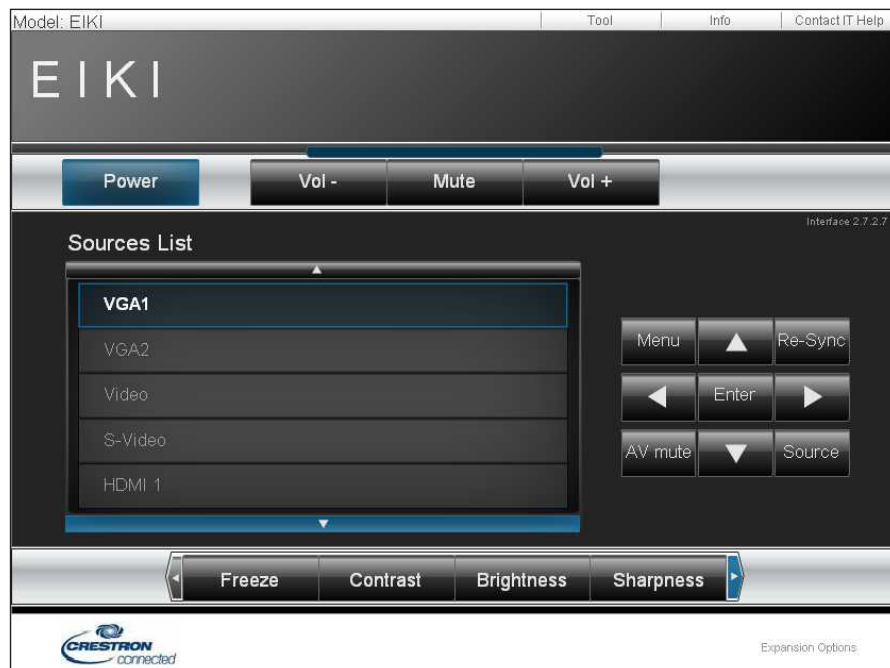 Model: EIKI
Tool
Info
Contact IT Help
EIKI
Power
Vol -
Mute
Vol +
Interface 2.7.2.7
Sources List
VGA1
VGA2
Video
S-Video
HDMI 1
Menu
Re-Sync
Enter
AV mute
Source
Freeze
Contrast
Brightness
Sharpness
CRESTRON
connected
Expansion Options